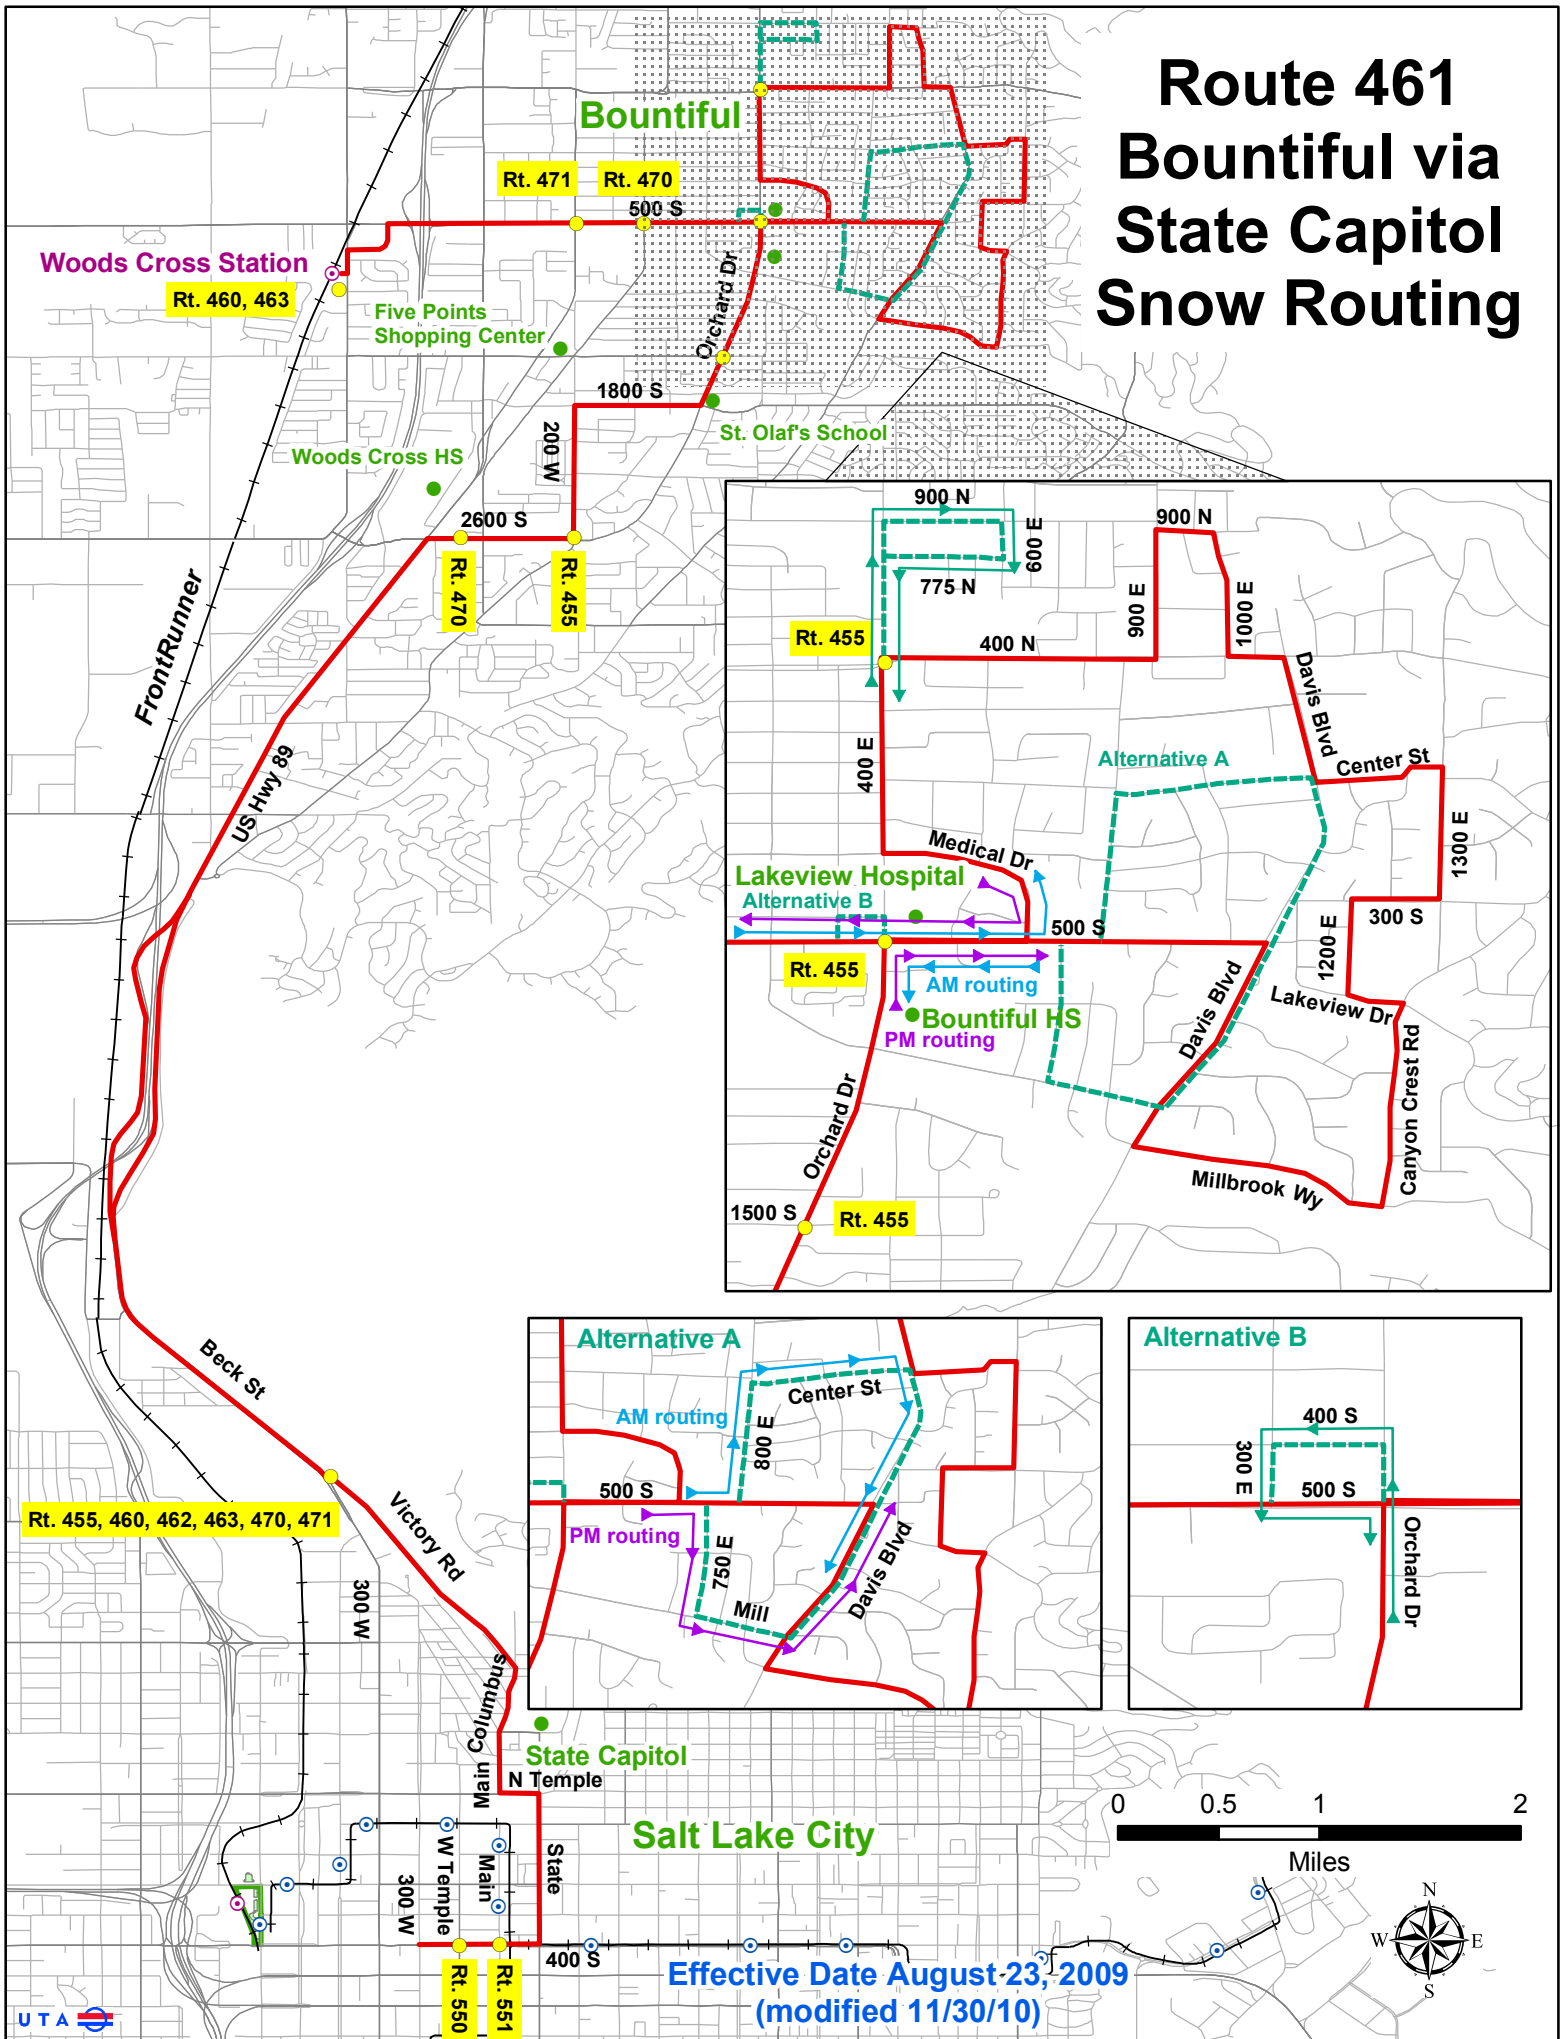 Route 461
Bountiful via
State Capitol
Snow Routing
Bountiful
Rt. 471
Rt. 470
500 S
Woods Cross Station
Rt. 460, 463
Five Points
Shopping Center
Orchard Dr
1800 S
St. Olaf's School
200 W
Woods Cross HS
2600 S
Rt. 470
Rt. 455
FrontRunner
US Hwy 89
900 N
900 N
600 E
775 N
900 E
1000 E
Rt. 455
400 N
Davis Blvd
400 E
Alternative A
Center St
1300 E
Medical Dr
Lakeview Hospital
Alternative B
500 S
300 S
1200 E
Rt. 455
AM routing
Davis Blvd
Lakeview Dr
Bountiful HS
PM routing
Canyon Crest Rd
Orchard Dr
Millbrook Wy
1500 S
Rt. 455
Beck St
Alternative A
Center St
AM routing
800 E
500 S
PM routing
750 E
Davis Blvd
Mill
Alternative B
400 S
300 E
500 S
Orchard Dr
Rt. 455, 460, 462, 463, 470, 471
Victory Rd
300 W
Columbus
Main
State Capitol
N Temple
Salt Lake City
State
Main
W Temple
300 W
400 S
Rt. 550
Rt. 551
0 0.5 1 2
Miles
N
W E
S
Effective Date August 23, 2009
(modified 11/30/10)
UTA